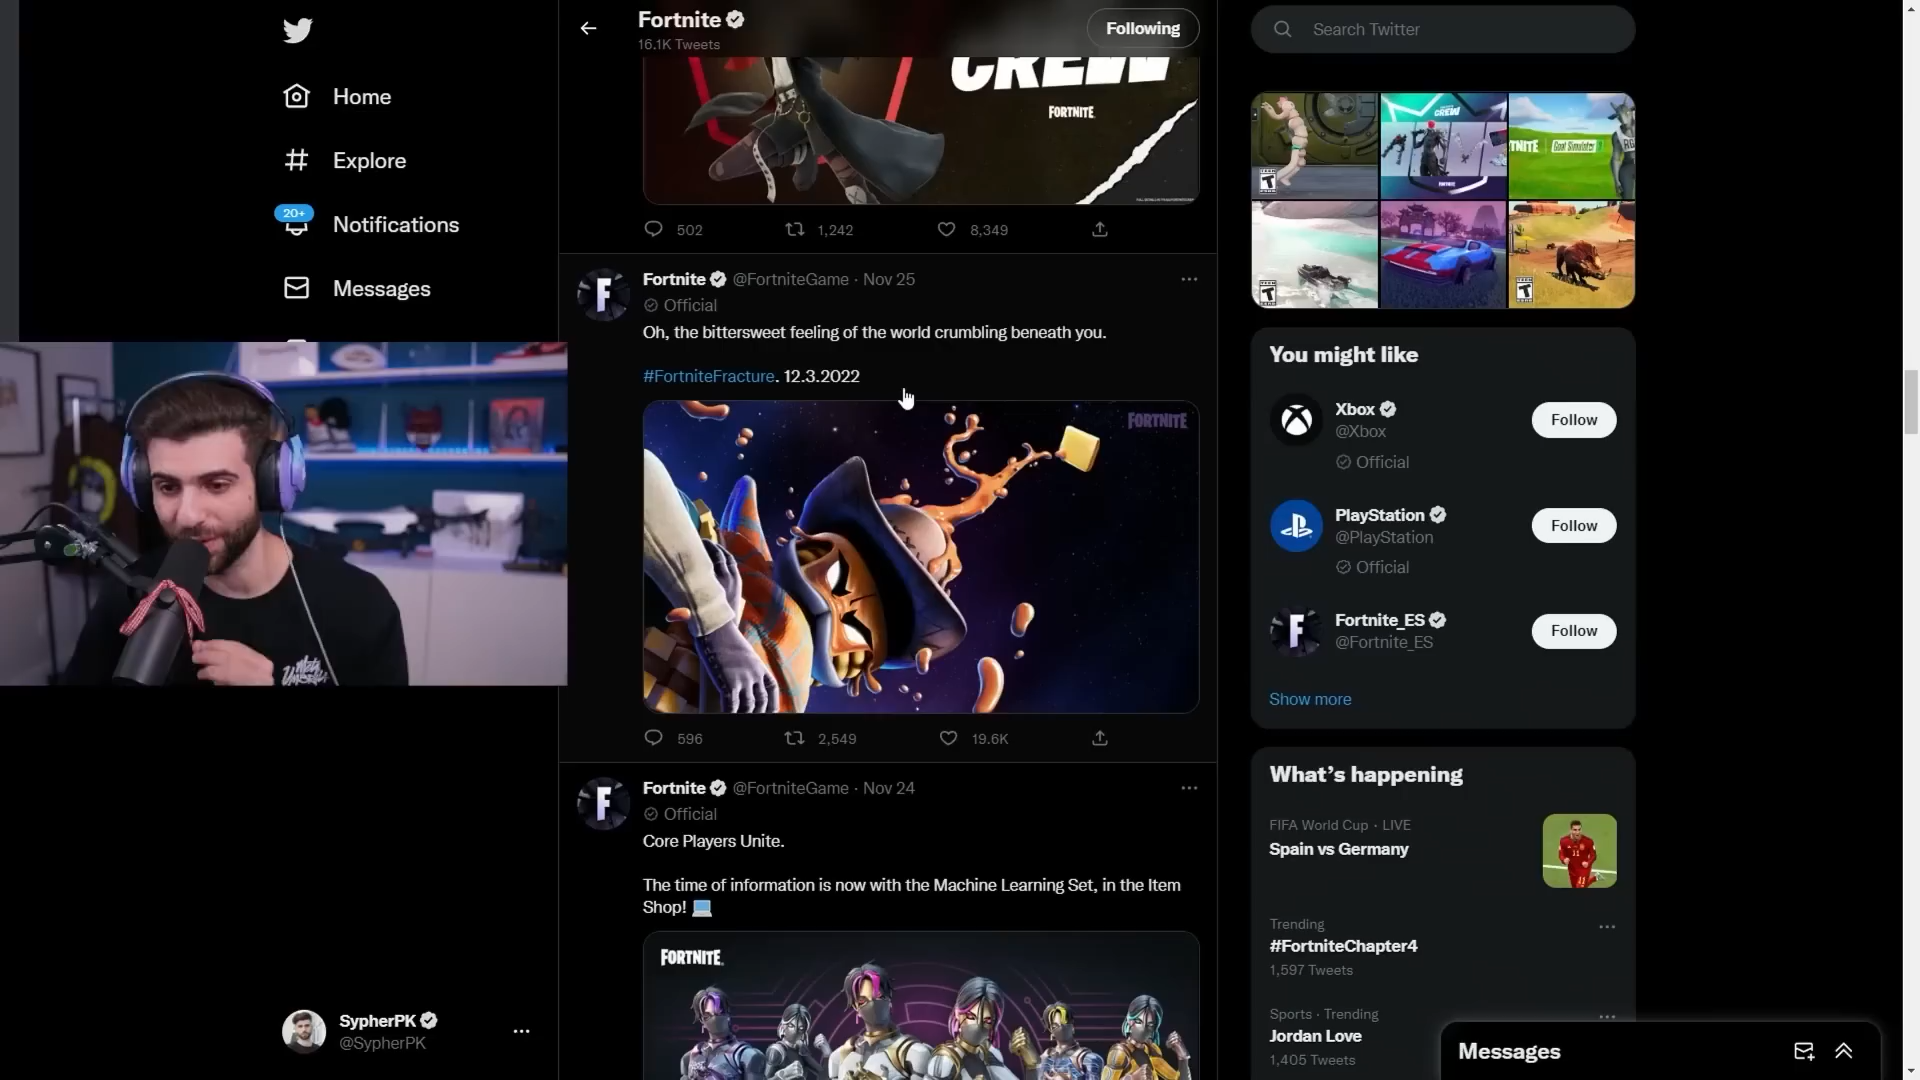 Home
Explore
20+
Notifications
Messages
SypherPK
@SypherPK
Fortnite
16.1K Tweets
Following
CREW
FORTNITE
502
1,242
8,349
Fortnite @FortniteGame · Nov 25
Official
Oh, the bittersweet feeling of the world crumbling beneath you.
#FortniteFracture. 12.3.2022
FORTNITE
596
2,549
19.6K
Fortnite @FortniteGame · Nov 24
Official
Core Players Unite.
The time of information is now with the Machine Learning Set, in the Item
Shop!
FORTNITE
Search Twitter
T
CREW
FORTNITE
Goat Simulator
T
T
You might like
Xbox
@Xbox
Official
Follow
PlayStation
@PlayStation
Official
Follow
Fortnite_ES
@Fortnite_ES
Follow
Show more
What's happening
FIFA World Cup · LIVE
Spain vs Germany
Trending
#FortniteChapter4
1,597 Tweets
Sports · Trending
Jordan Love
1,405 Tweets
Messages